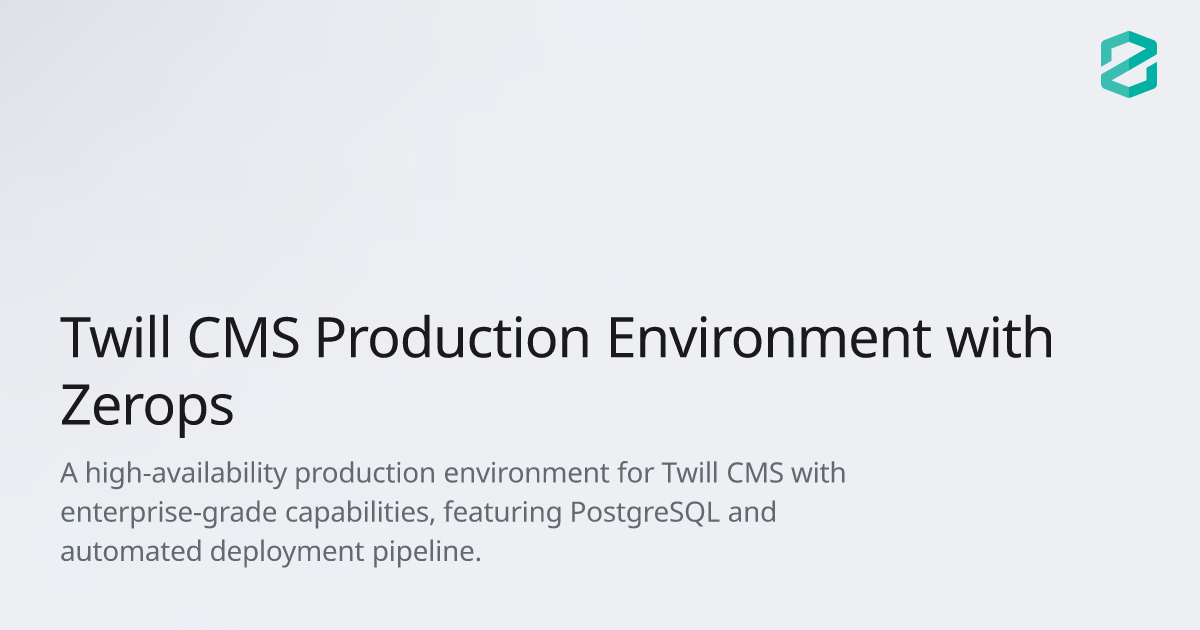 Twill CMS Production Environment with
Zerops
A high-availability production environment for Twill CMS with
enterprise-grade capabilities, featuring PostgreSQL and
automated deployment pipeline.